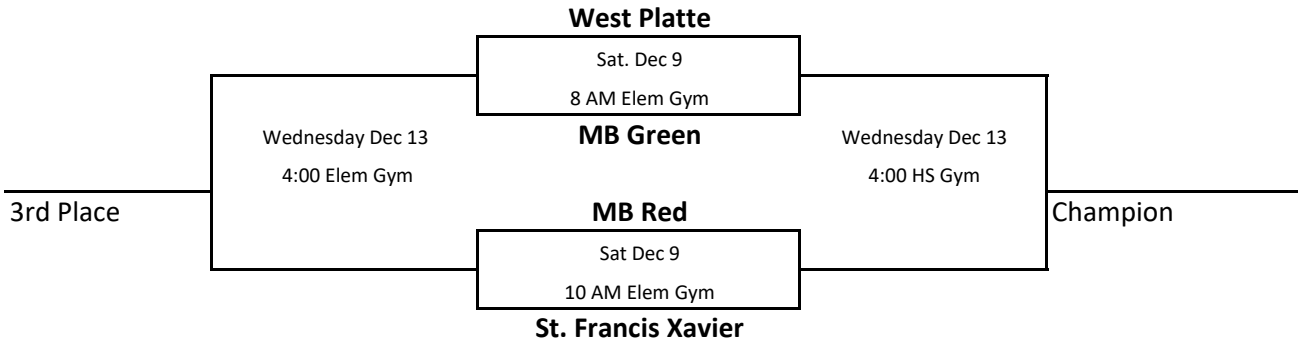 West Platte
Sat. Dec 9
8 AM Elem Gym
MB Green
Wednesday Dec 13
4:00 Elem Gym
Wednesday Dec 13
4:00 HS Gym
3rd Place
MB Red
Champion
Sat Dec 9
10 AM Elem Gym
St. Francis Xavier